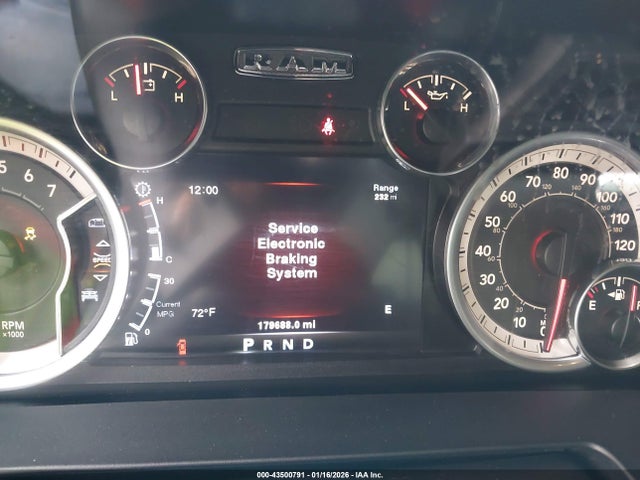 RAM
L H
L H
12:00
Range
232 mi
H
C
Service
Electronic
Braking
System
30
Current
MPG
0
72°F
179688.0 mi
E
P R N D
5 6 7
RPM
x1000
10 20 30 40 50 60 70 80 90 100 110 120
E F
000-43500791 - 01/16/2026 - IAA Inc.